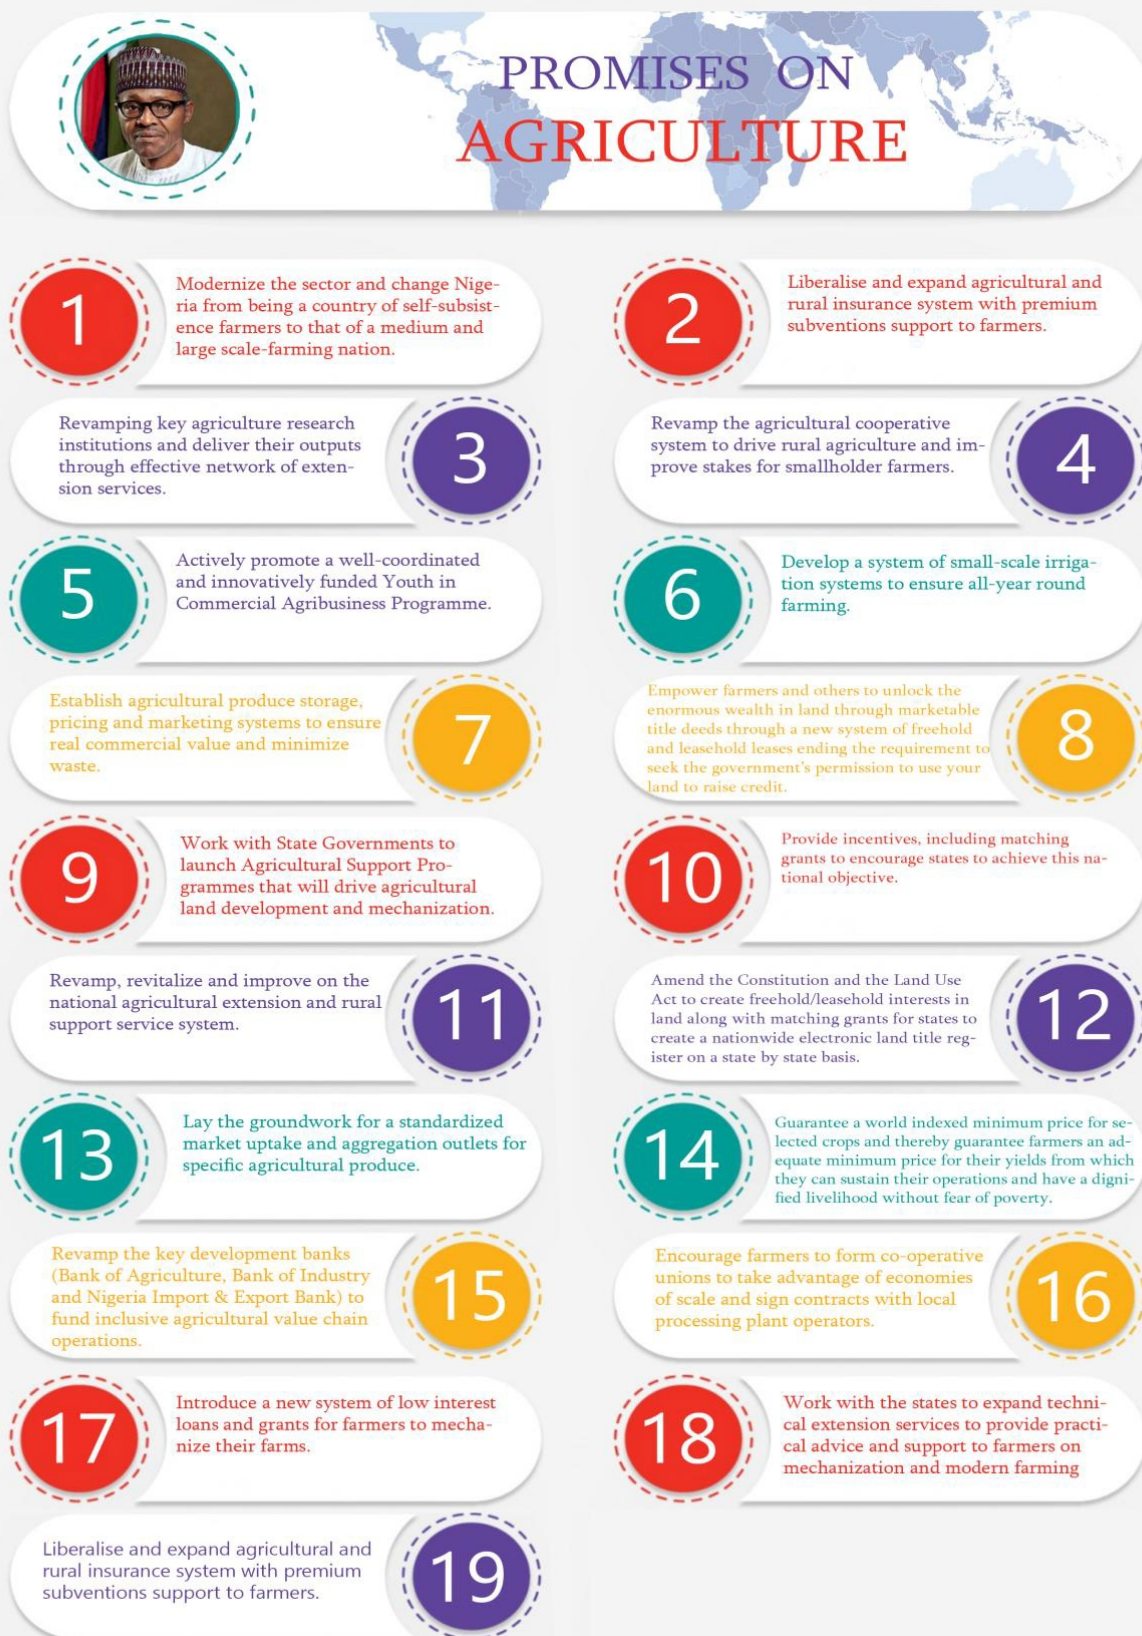 PROMISES ON
AGRICULTURE
1
Modernize the sector and change Nige-
ria from being a country of self-subsist-
ence farmers to that of a medium and
large scale-farming nation.
2
Liberalise and expand agricultural and
rural insurance system with premium
subventions support to farmers.
Revamping key agriculture research
institutions and deliver their outputs
through effective network of exten-
sion services.
3
Revamp the agricultural cooperative
system to drive rural agriculture and im-
prove stakes for smallholder farmers.
4
5
Actively promote a well-coordinated
and innovatively funded Youth in
Commercial Agribusiness Programme.
6
Develop a system of small-scale irriga-
tion systems to ensure all-year round
farming.
Establish agricultural produce storage,
pricing and marketing systems to ensure
real commercial value and minimize
waste.
7
Empower farmers and others to unlock the
enormous wealth in land through marketable
title deeds through a new system of freehold
and leasehold leases ending the requirement to
seek the government's permission to use your
land to raise credit.
8
9
Work with State Governments to
launch Agricultural Support Pro-
grammes that will drive agricultural
land development and mechanization.
10
Provide incentives, including matching
grants to encourage states to achieve this na-
tional objective.
Revamp, revitalize and improve on the
national agricultural extension and rural
support service system.
11
Amend the Constitution and the Land Use
Act to create freehold/leasehold interests in
land along with matching grants for states to
create a nationwide electronic land title reg-
ister on a state by state basis.
12
13
Lay the groundwork for a standardized
market uptake and aggregation outlets for
specific agricultural produce.
14
Guarantee a world indexed minimum price for se-
lected crops and thereby guarantee farmers an ad-
equate minimum price for their yields from which
they can sustain their operations and have a digni-
fied livelihood without fear of poverty.
Revamp the key development banks
(Bank of Agriculture, Bank of Industry
and Nigeria Import & Export Bank) to
fund inclusive agricultural value chain
operations.
15
Encourage farmers to form co-operative
unions to take advantage of economies
of scale and sign contracts with local
processing plant operators.
16
17
Introduce a new system of low interest
loans and grants for farmers to mecha-
nize their farms.
18
Work with the states to expand techni-
cal extension services to provide practi-
cal advice and support to farmers on
mechanization and modern farming
Liberalise and expand agricultural and
rural insurance system with premium
subventions support to farmers.
19